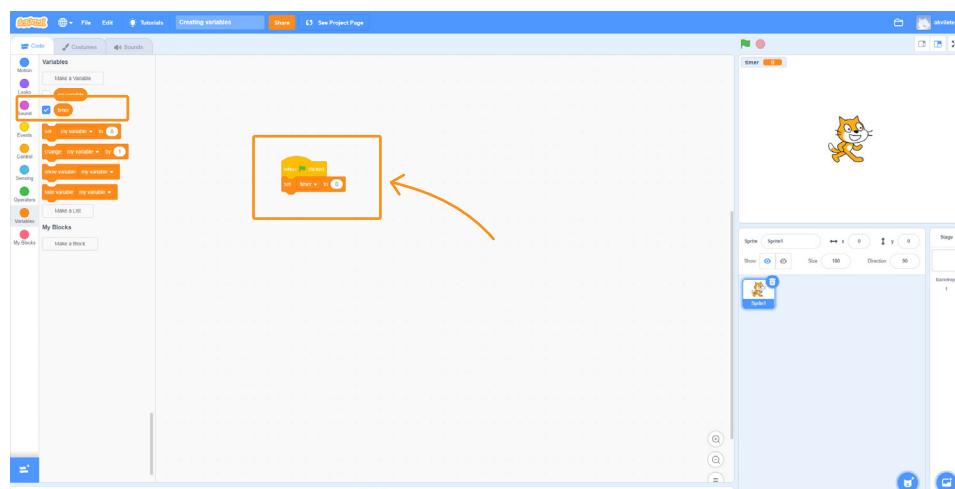 SCRATCH File Edit Tutorials Creating variables Share See Project Page akvilete
Code Costumes Sounds
Variables
Make a Variable
my variable
timer
set my variable to 0
change my variable by 1
show variable my variable
hide variable my variable
Make a List
My Blocks
Make a Block
Motion
Looks
Sound
Events
Control
Sensing
Operators
Variables
My Blocks
when clicked
set timer to 0
timer 0
Sprite Sprite1 x 0 y 0
Show Size 100 Direction 90
Sprite1
Stage
Backdrops
1